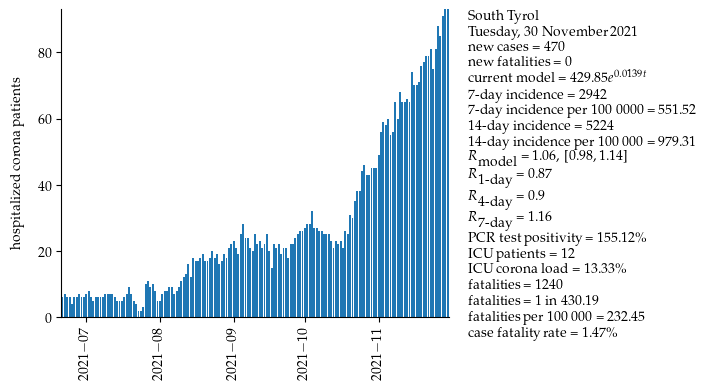 South Tyrol
Tuesday, 30 November 2021
new cases = 470
new fatalities = 0
current model = 429.85e^{0.0139t}
7-day incidence = 2942
7-day incidence per 100 0000 = 551.52
14-day incidence = 5224
14-day incidence per 100 000 = 979.31
R_model = 1.06, [0.98, 1.14]
R_1-day = 0.87
R_4-day = 0.9
R_7-day = 1.16
PCR test positivity = 155.12%
ICU patients = 12
ICU corona load = 13.33%
fatalities = 1240
fatalities = 1 in 430.19
fatalities per 100 000 = 232.45
case fatality rate = 1.47%
hospitalized corona patients
80
60
40
20
0
2021−07
2021−08
2021−09
2021−10
2021−11